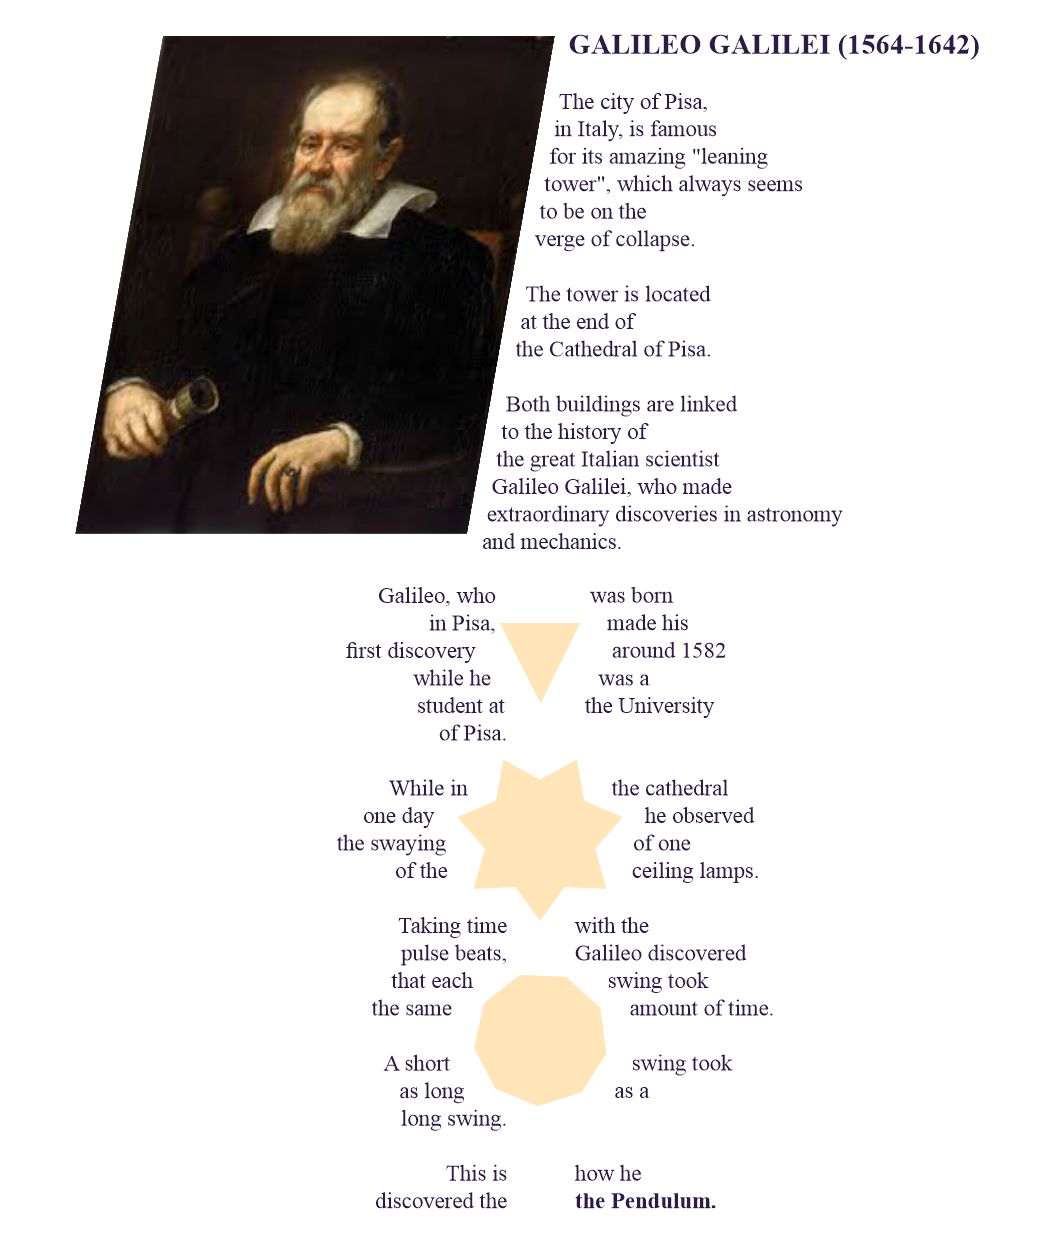 GALILEO GALILEI (1564-1642)
The city of Pisa,
in Italy, is famous
for its amazing "leaning
tower", which always seems
to be on the
verge of collapse.
The tower is located
at the end of
the Cathedral of Pisa.
Both buildings are linked
to the history of
the great Italian scientist
Galileo Galilei, who made
extraordinary discoveries in astronomy
and mechanics.
Galileo, who was born
in Pisa, made his
first discovery around 1582
while he was a
student at the University
of Pisa.
While in the cathedral
one day he observed
the swaying of one
of the ceiling lamps.
Taking time with the
pulse beats, Galileo discovered
that each swing took
the same amount of time.
A short swing took
as long as a
long swing.
This is how he
discovered the the Pendulum.